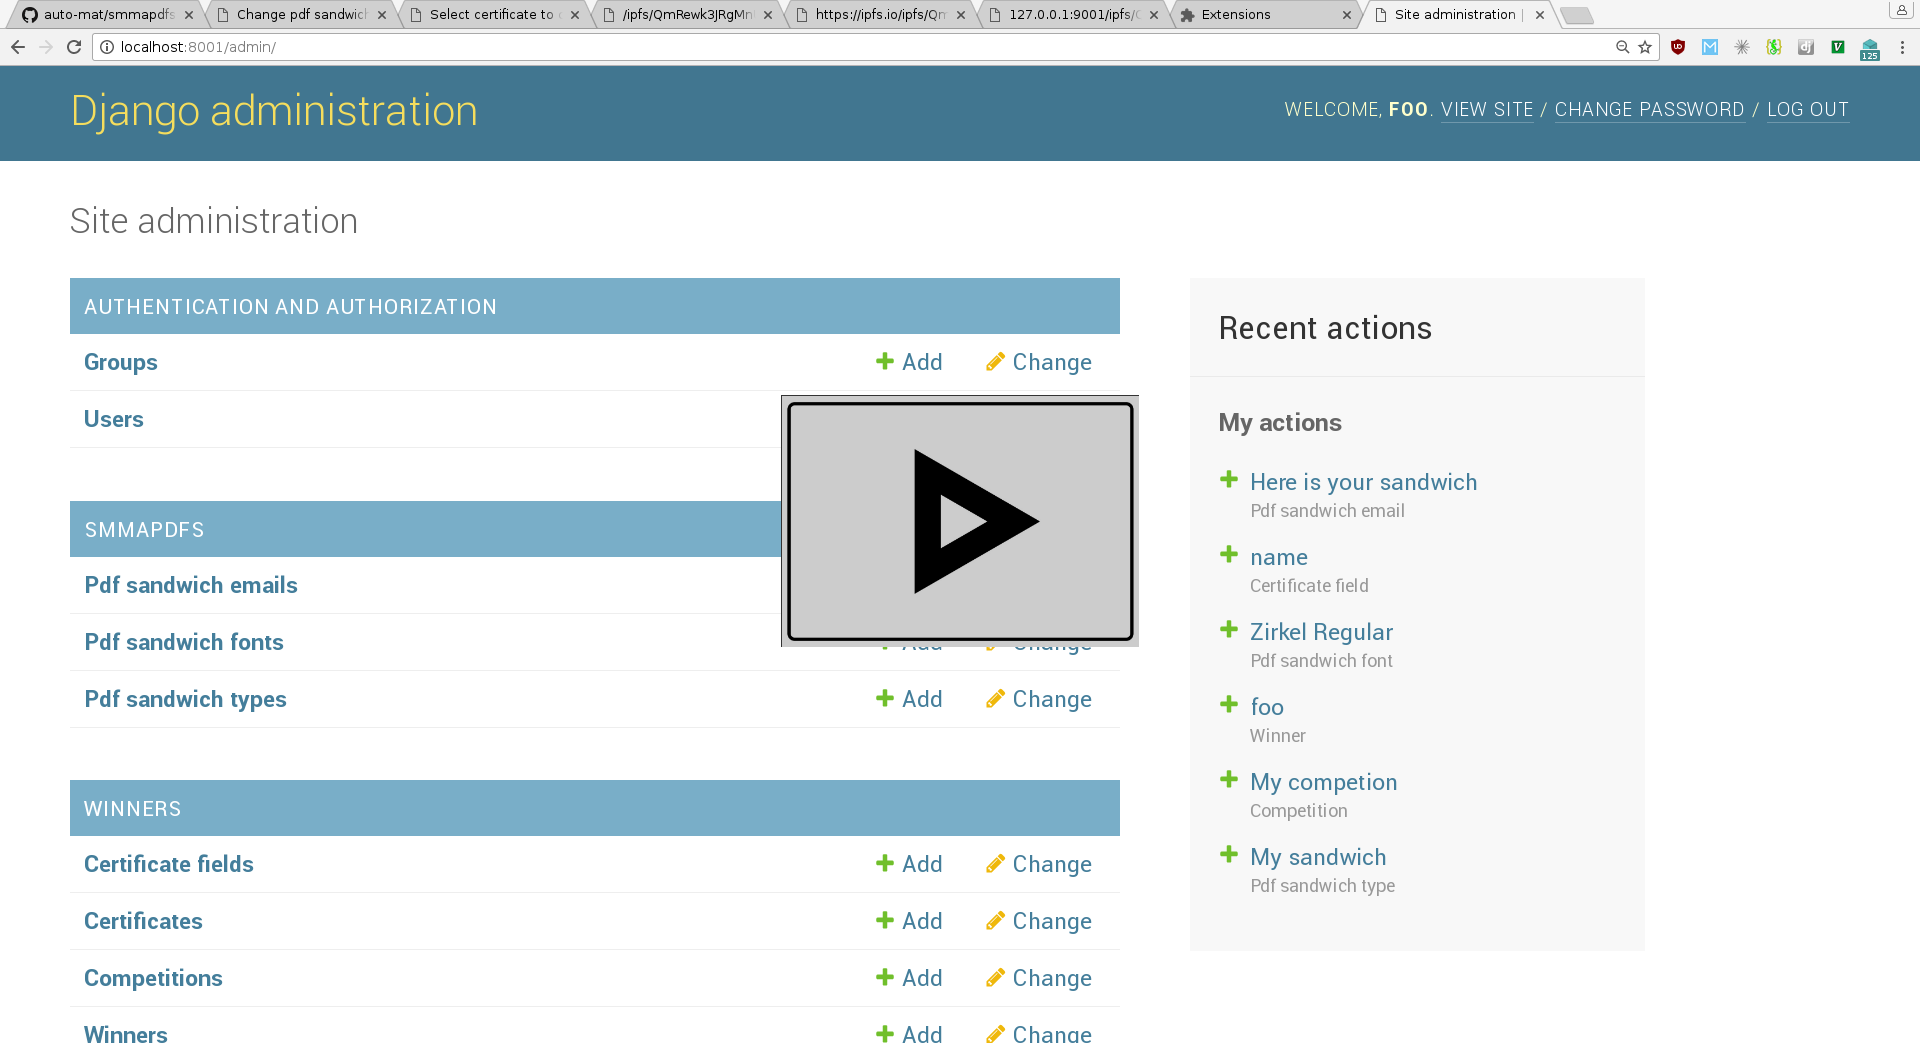 auto-mat/smmapdfs Change pdf sandwich Select certificate to /ipfs/QmRewk3JRgMn https://ipfs.io/ipfs/Qm 127.0.0.1:9001/ipfs/ Extensions Site administration |
localhost:8001/admin/
125
Django administration
WELCOME, FOO. VIEW SITE / CHANGE PASSWORD / LOG OUT
Site administration
AUTHENTICATION AND AUTHORIZATION
Groups Add Change
Users
SMMAPDFS
Pdf sandwich emails
Pdf sandwich fonts Add Change
Pdf sandwich types Add Change
WINNERS
Certificate fields Add Change
Certificates Add Change
Competitions Add Change
Winners Add Change
Recent actions
My actions
Here is your sandwich
Pdf sandwich email
name
Certificate field
Zirkel Regular
Pdf sandwich font
foo
Winner
My competion
Competition
My sandwich
Pdf sandwich type